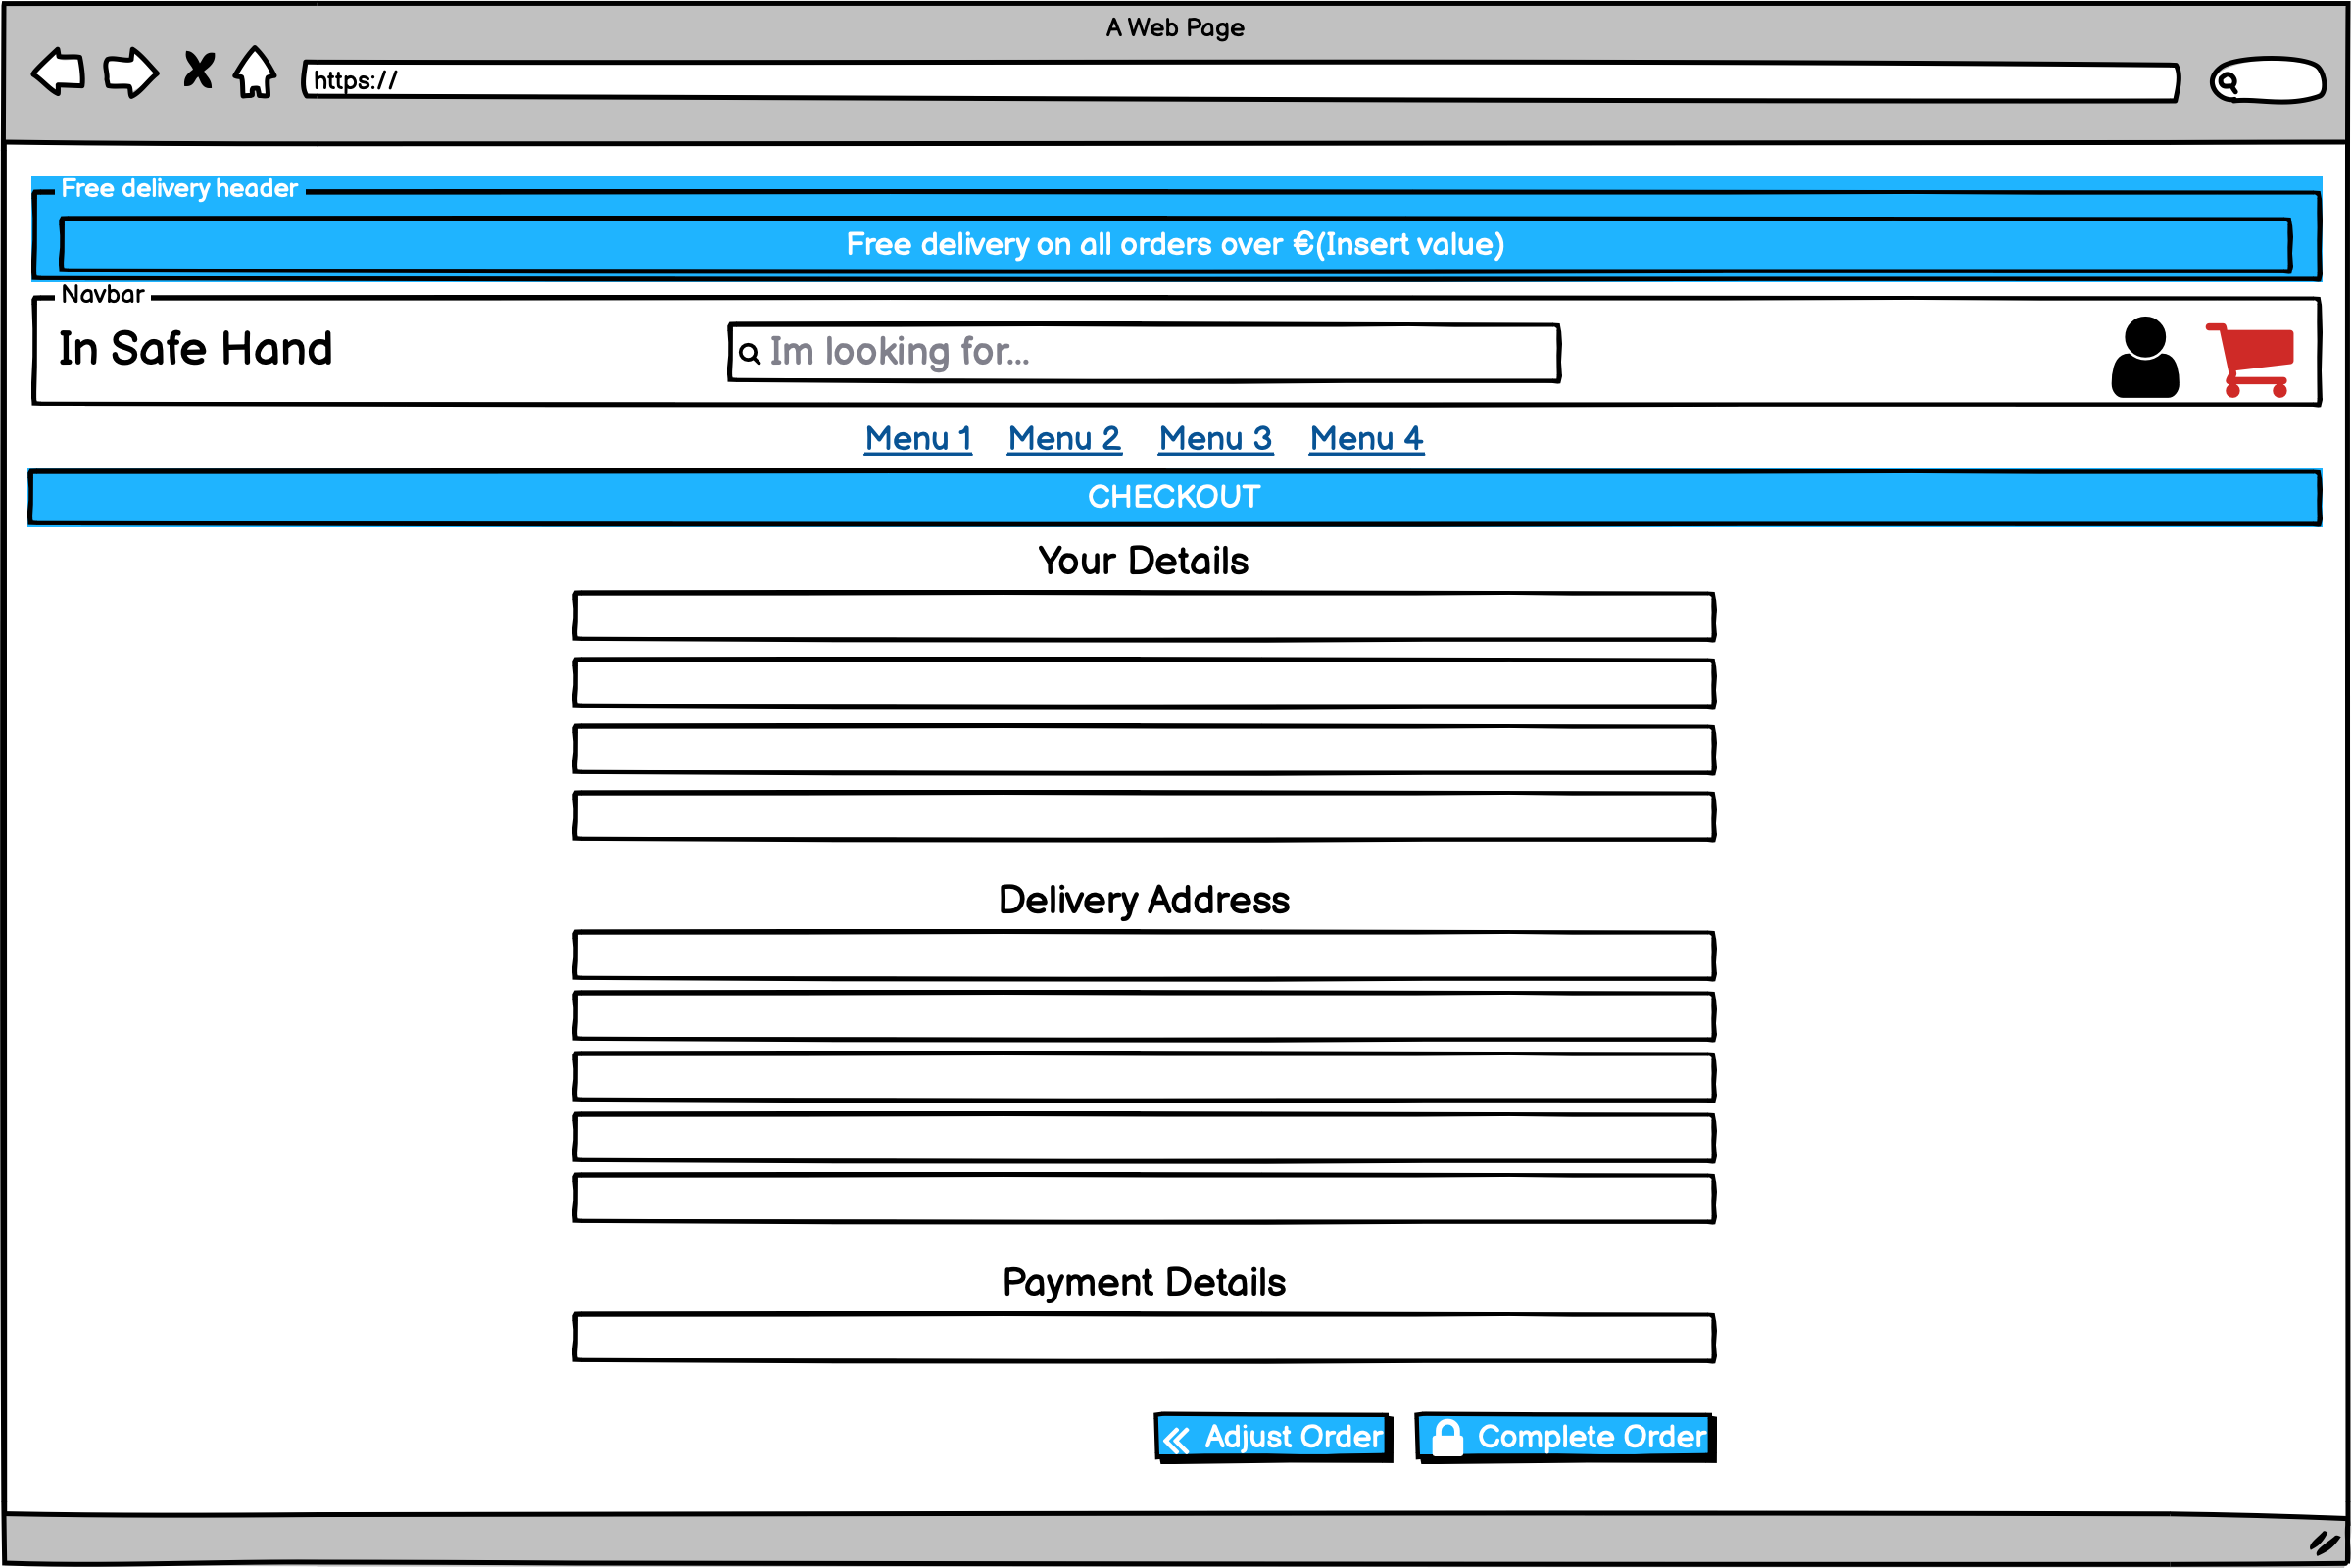 A Web Page
https://
Free delivery header
Free delivery on all orders over €(Insert value)
Navbar
In Safe Hand
Im looking for...
Menu 1 Menu 2 Menu 3 Menu 4
CHECKOUT
Your Details
Delivery Address
Payment Details
Adjust Order
Complete Order